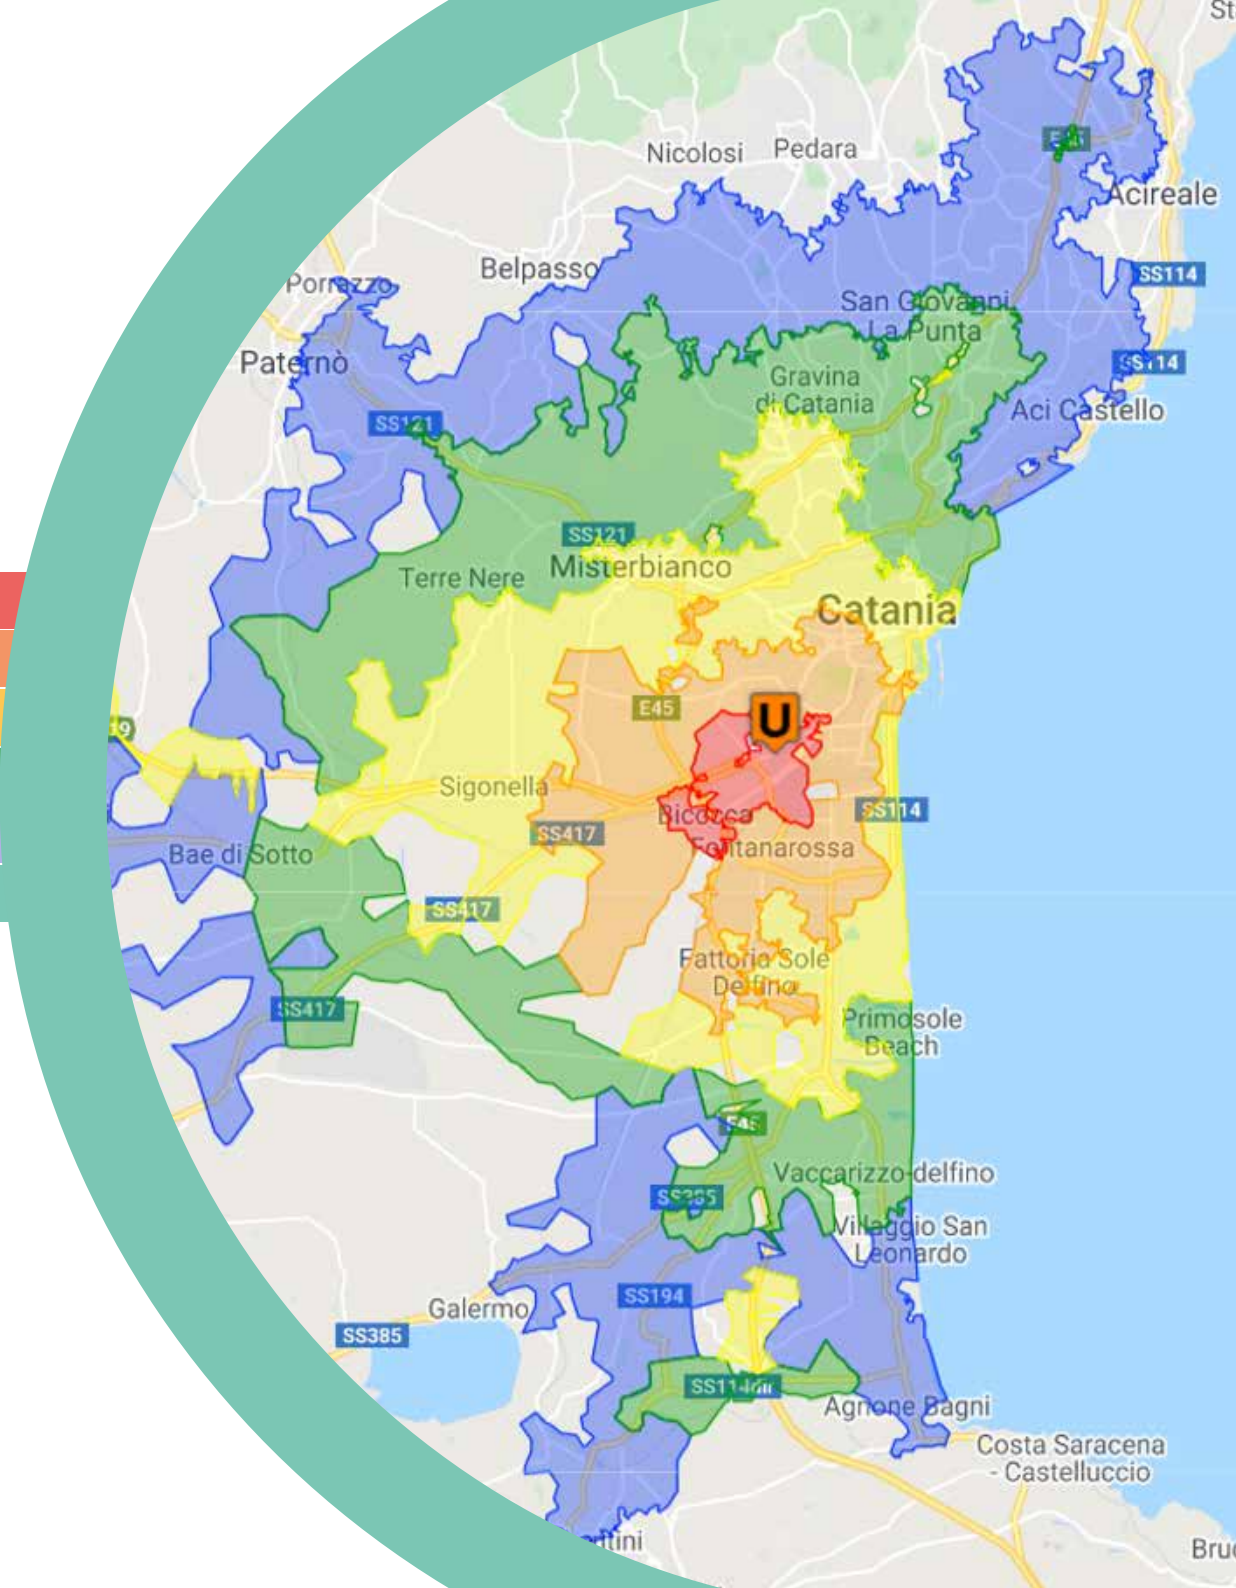 Nicolosi
Pedara
Acireale
Belpasso
SS114
Porrazzo
San Giovanni
La Punta
Paternò
SS114
Gravina
di Catania
Aci Castello
SS121
SS121
Misterbianco
Terre Nere
Catania
E45
U
19
Sigonella
SS114
Bicocca
SS417
Fontanarossa
Bae di Sotto
SS417
Fattoria Sole
Delfino
SS417
Primosole
Beach
E45
Vaccarizzo-delfino
SS385
Villaggio San
Leonardo
SS194
Galermo
SS385
SS114dir
Agnone Bagni
Costa Saracena
- Castelluccio